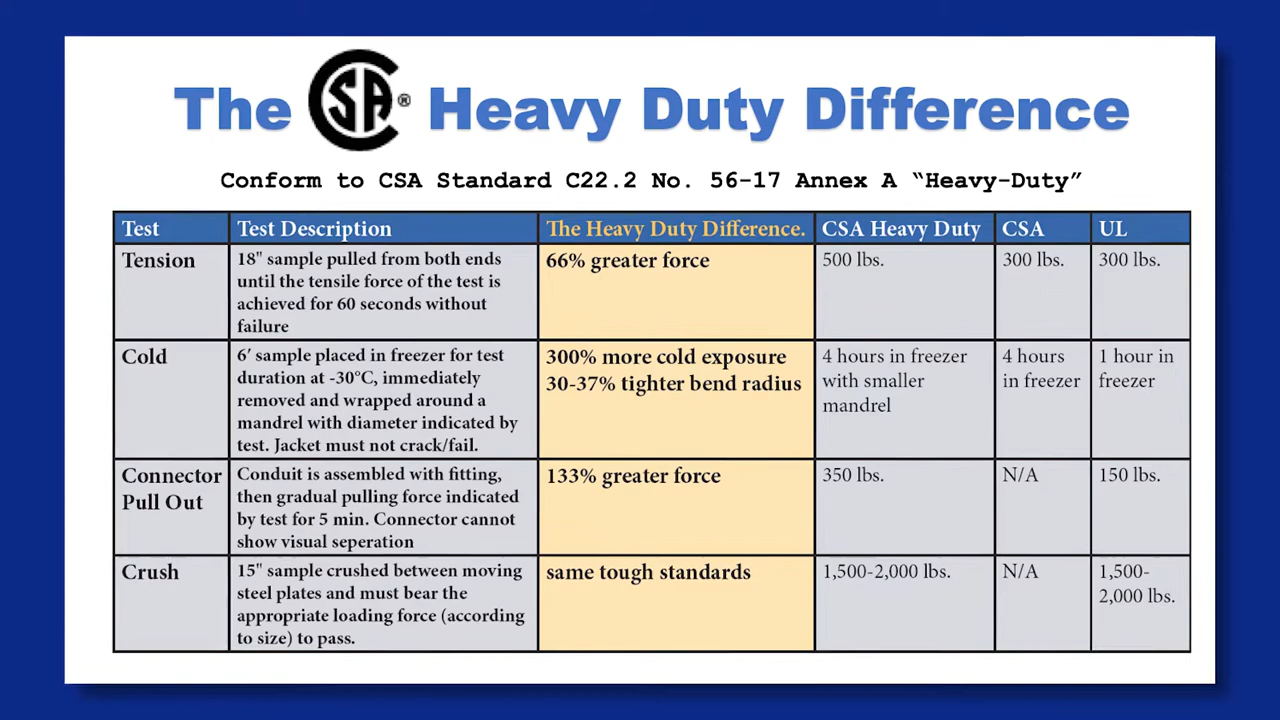 The CSA® Heavy Duty Difference
Conform to CSA Standard C22.2 No. 56-17 Annex A “Heavy-Duty”
Test Test Description The Heavy Duty Difference. CSA Heavy Duty CSA UL
Tension
18" sample pulled from both ends
until the tensile force of the test is
achieved for 60 seconds without
failure
66% greater force
500 lbs.
300 lbs.
300 lbs.
Cold
6′ sample placed in freezer for test
duration at -30°C, immediately
removed and wrapped around a
mandrel with diameter indicated by
test. Jacket must not crack/fail.
300% more cold exposure
30-37% tighter bend radius
4 hours in freezer
with smaller
mandrel
4 hours
in freezer
1 hour in
freezer
Connector
Pull Out
Conduit is assembled with fitting,
then gradual pulling force indicated
by test for 5 min. Connector cannot
show visual seperation
133% greater force
350 lbs.
N/A
150 lbs.
Crush
15" sample crushed between moving
steel plates and must bear the
appropriate loading force (according
to size) to pass.
same tough standards
1,500-2,000 lbs.
N/A
1,500-
2,000 lbs.